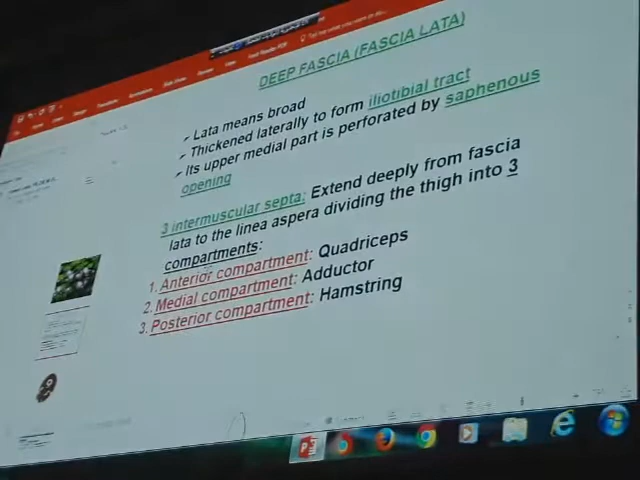 DEEP FASCIA (FASCIA LATA)
✓ Lata means broad
✓ Thickened laterally to form iliotibial tract
✓ Its upper medial part is perforated by saphenous
opening
3 intermuscular septa: Extend deeply from fascia
lata to the linea aspera dividing the thigh into 3
compartments:
1. Anterior compartment: Quadriceps
2. Medial compartment: Adductor
3. Posterior compartment: Hamstring